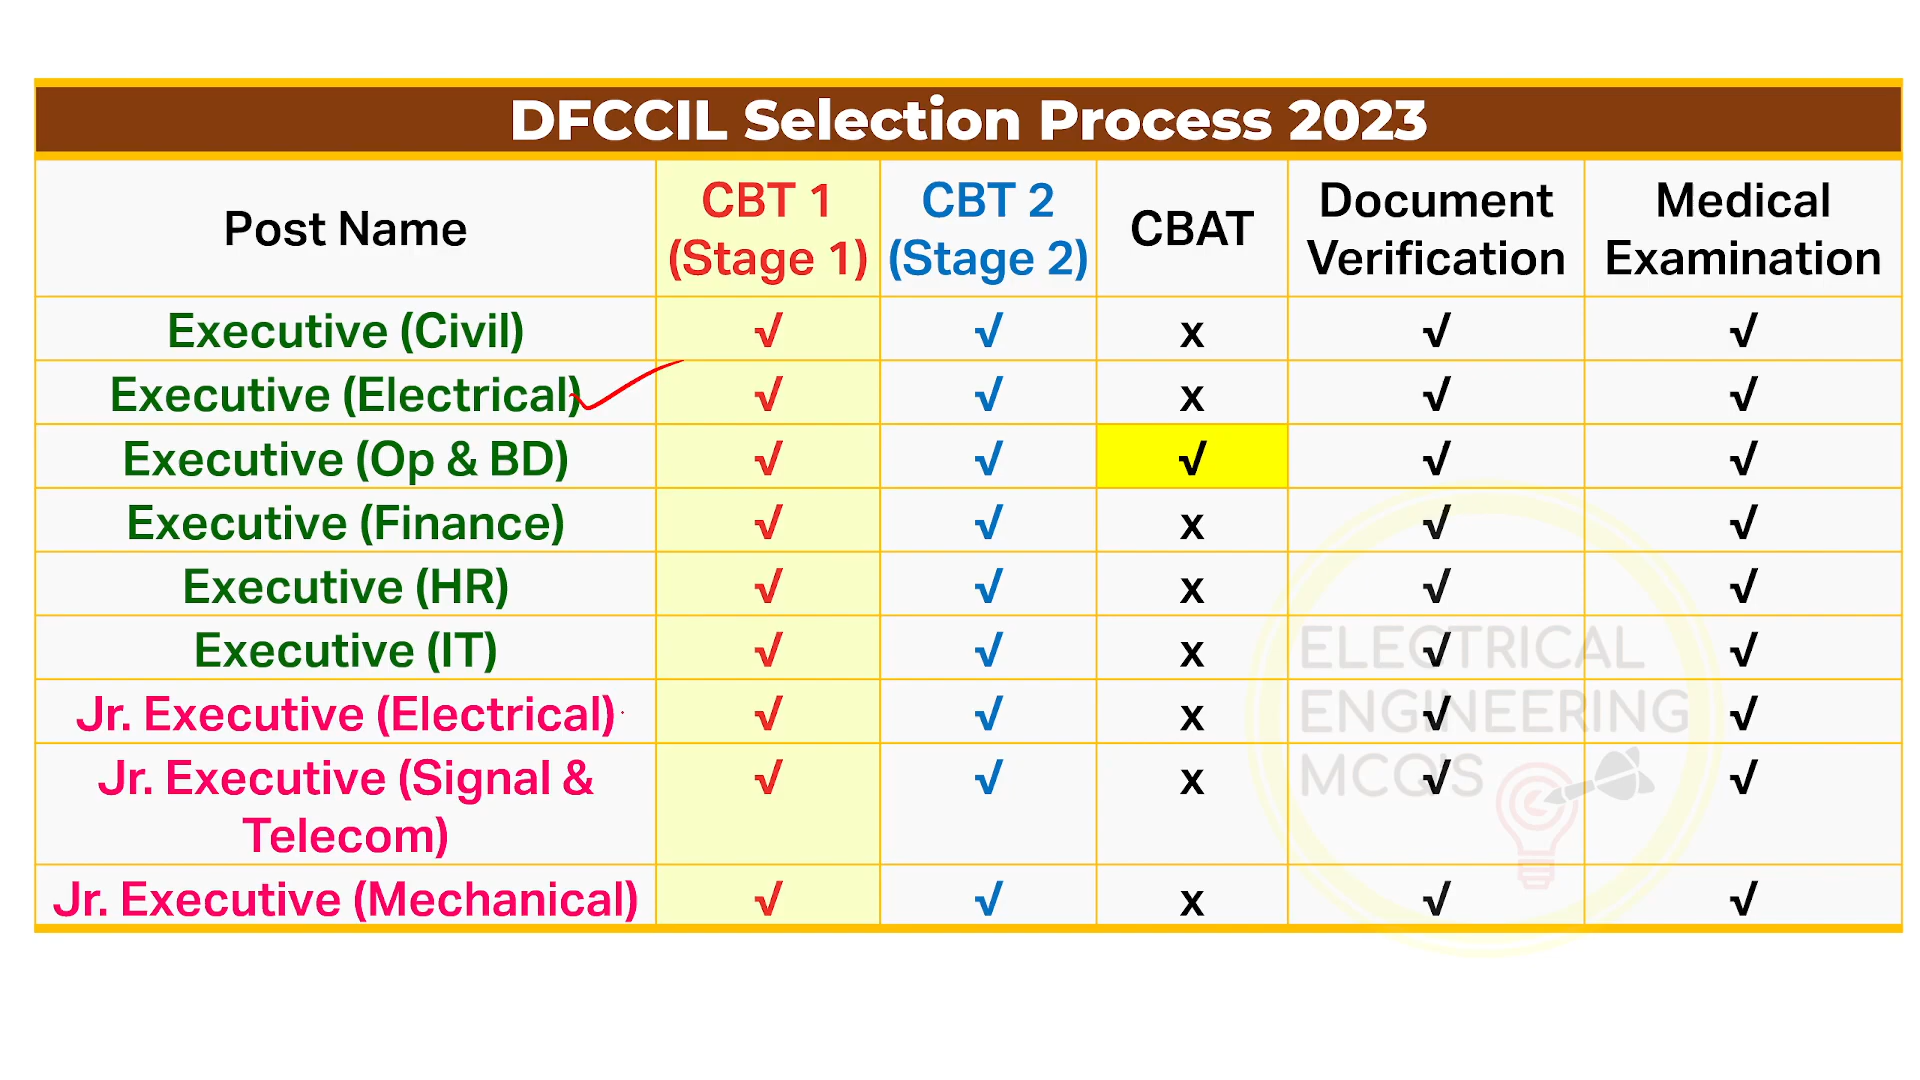 DFCCIL Selection Process 2023
Post Name CBT 1 (Stage 1) CBT 2 (Stage 2) CBAT Document Verification Medical Examination
Executive (Civil) √ √ x √ √
Executive (Electrical) √ √ x √ √
Executive (Op & BD) √ √ √ √ √
Executive (Finance) √ √ x √ √
Executive (HR) √ √ x √ √
Executive (IT) √ √ x √ √
Jr. Executive (Electrical) √ √ x √ √
Jr. Executive (Signal & Telecom) √ √ x √ √
Jr. Executive (Mechanical) √ √ x √ √
ELECTRICAL
ENGINEERING
MCQ'S